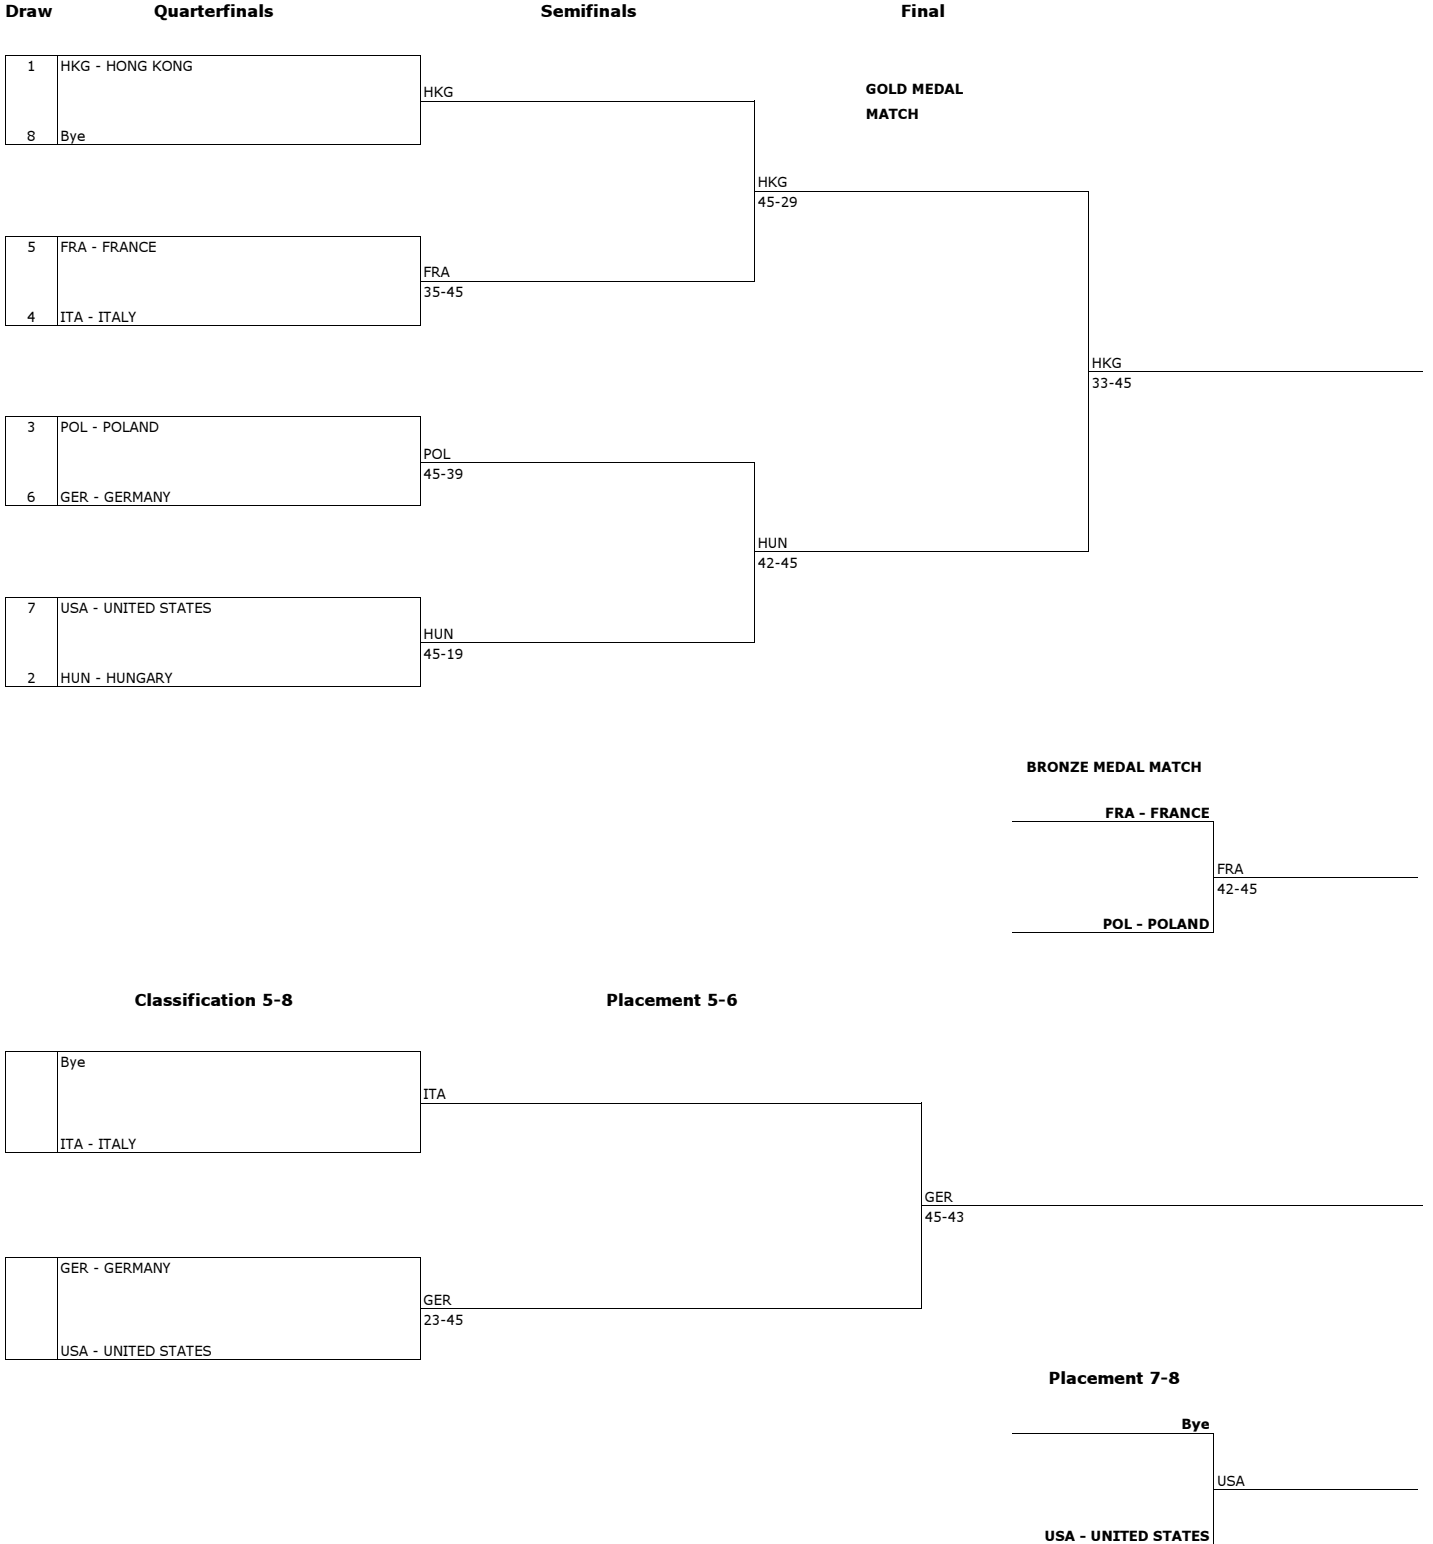 Draw Quarterfinals Semifinals Final
1 HKG - HONG KONG
HKG
GOLD MEDAL
MATCH
8 Bye
HKG
45-29
5 FRA - FRANCE
FRA
35-45
4 ITA - ITALY
HKG
33-45
3 POL - POLAND
POL
45-39
6 GER - GERMANY
HUN
42-45
7 USA - UNITED STATES
HUN
45-19
2 HUN - HUNGARY
BRONZE MEDAL MATCH
FRA - FRANCE
FRA
42-45
POL - POLAND
Classification 5-8 Placement 5-6
Bye
ITA
ITA - ITALY
GER
45-43
GER - GERMANY
GER
23-45
USA - UNITED STATES
Placement 7-8
Bye
USA
USA - UNITED STATES